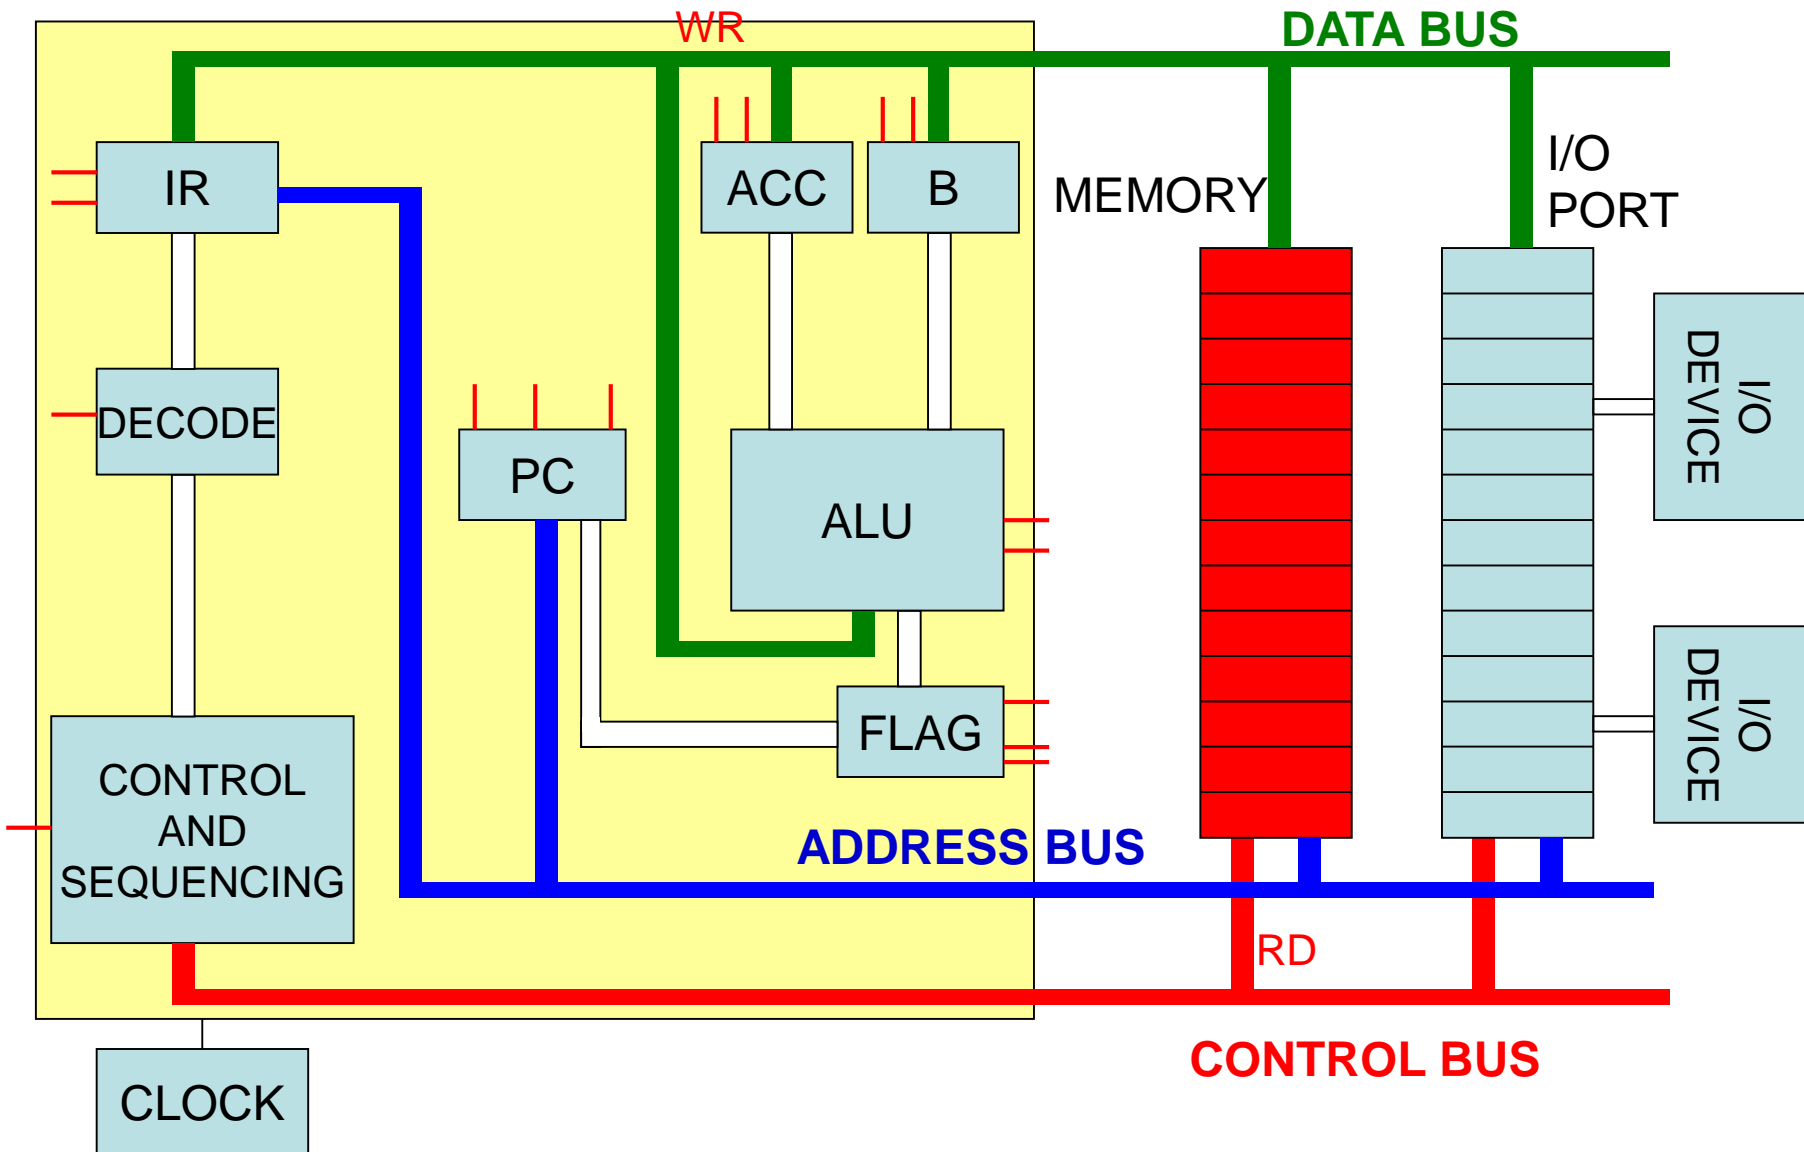 WR
DATA BUS
IR
ACC
B
MEMORY
I/O
PORT
I/O
DEVICE
DECODE
PC
ALU
I/O
DEVICE
FLAG
CONTROL
AND
SEQUENCING
ADDRESS BUS
RD
CONTROL BUS
CLOCK